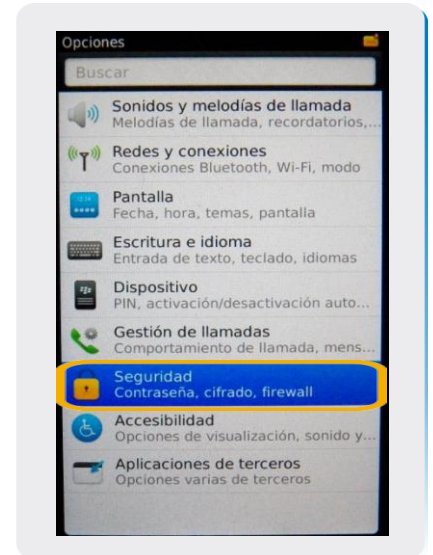 Opciones
Buscar
Sonidos y melodías de llamada
Melodías de llamada, recordatorios,...
Redes y conexiones
Conexiones Bluetooth, Wi-Fi, modo
Pantalla
Fecha, hora, temas, pantalla
Escritura e idioma
Entrada de texto, teclado, idiomas
Dispositivo
PIN, activación/desactivación auto...
Gestión de llamadas
Comportamiento de llamada, mens...
Seguridad
Contraseña, cifrado, firewall
Accesibilidad
Opciones de visualización, sonido y...
Aplicaciones de terceros
Opciones varias de terceros